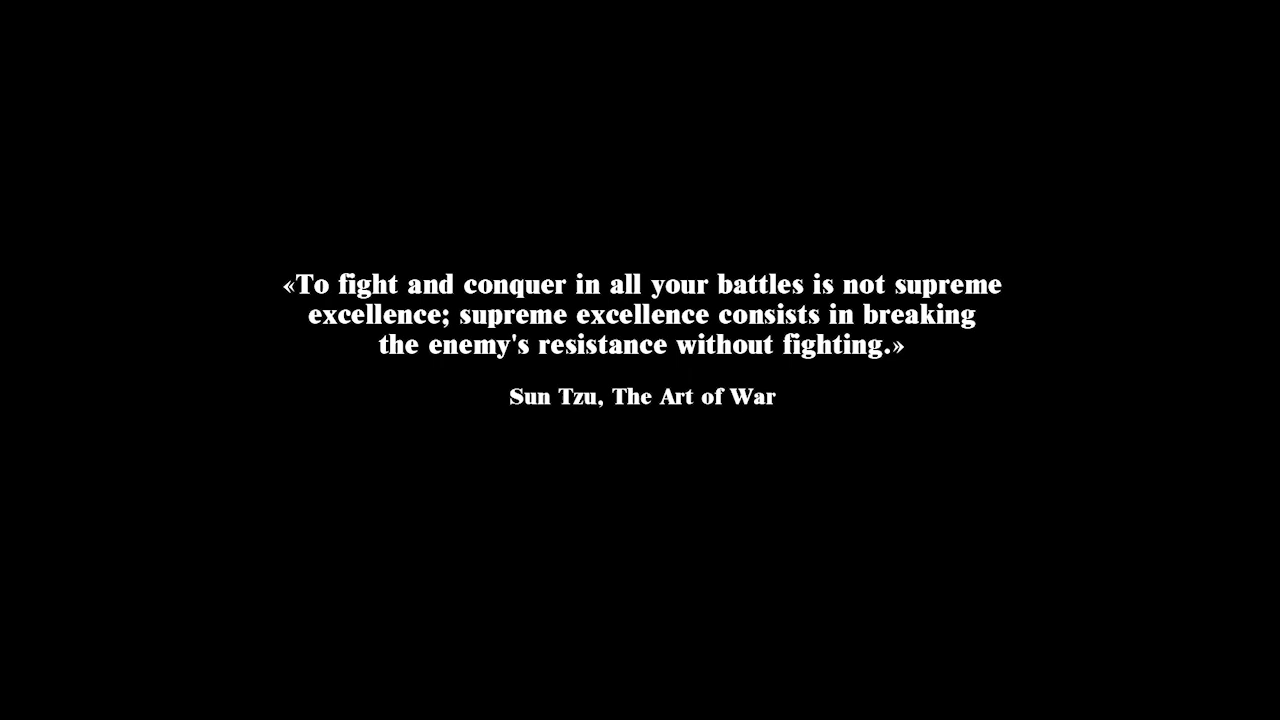 «To fight and conquer in all your battles is not supreme
excellence; supreme excellence consists in breaking
the enemy's resistance without fighting.»
Sun Tzu, The Art of War